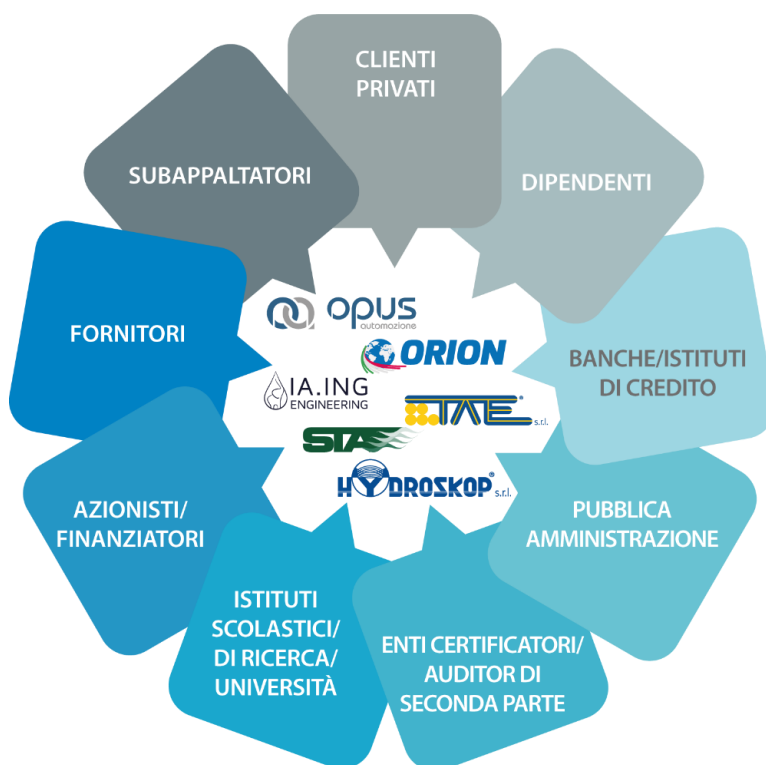 CLIENTI
PRIVATI
DIPENDENTI
BANCHE/ISTITUTI
DI CREDITO
PUBBLICA
AMMINISTRAZIONE
ENTI CERTIFICATORI/
AUDITOR DI
SECONDA PARTE
ISTITUTI
SCOLASTICI/
DI RICERCA/
UNIVERSITÀ
AZIONISTI/
FINANZIATORI
FORNITORI
SUBAPPALTATORI
opus
automazione
ORION
IA.ING
ENGINEERING
TAE® s.r.l.
STA
HYDROSKOP® s.r.l.